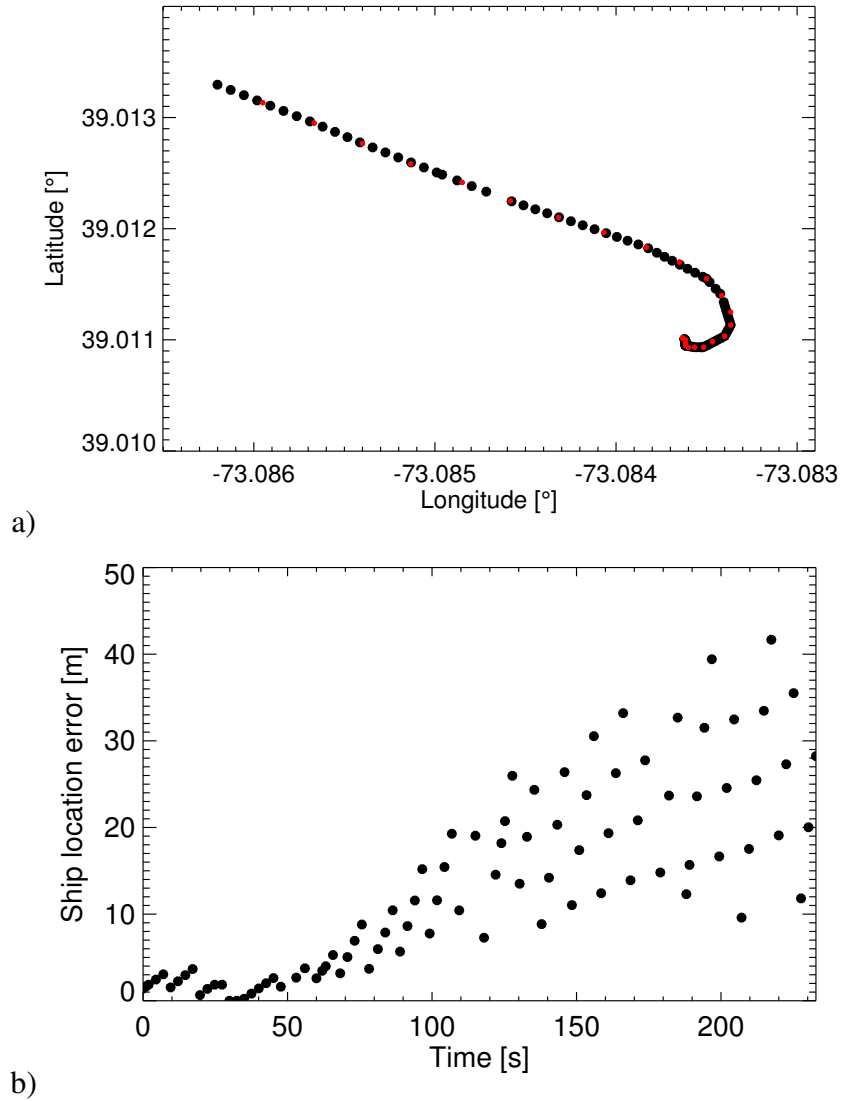 39.013
39.012
39.011
39.010
Latitude [°]
-73.086 -73.085 -73.084 -73.083
Longitude [°]
a)
50
40
30
20
10
0
Ship location error [m]
0 50 100 150 200
Time [s]
b)